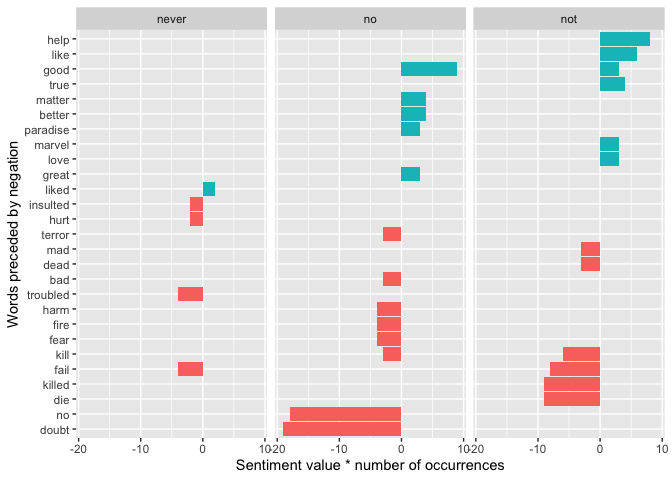 never no not
help
like
good
true
matter
better
paradise
marvel
love
great
liked
insulted
hurt
terror
mad
dead
bad
troubled
harm
fire
fear
kill
fail
killed
die
no
doubt
Words preceded by negation
-20 -10 0 10 -20 -10 0 10 -20 -10 0 10
Sentiment value * number of occurrences